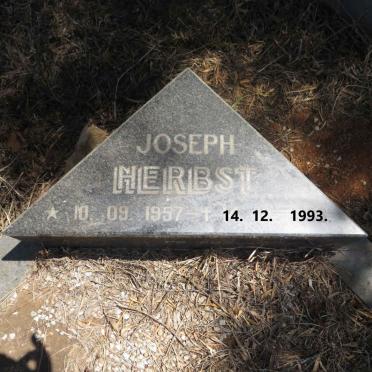 JOSEPH
HERBST
★ 10. 09. 1957 - † 14. 12. 1993.